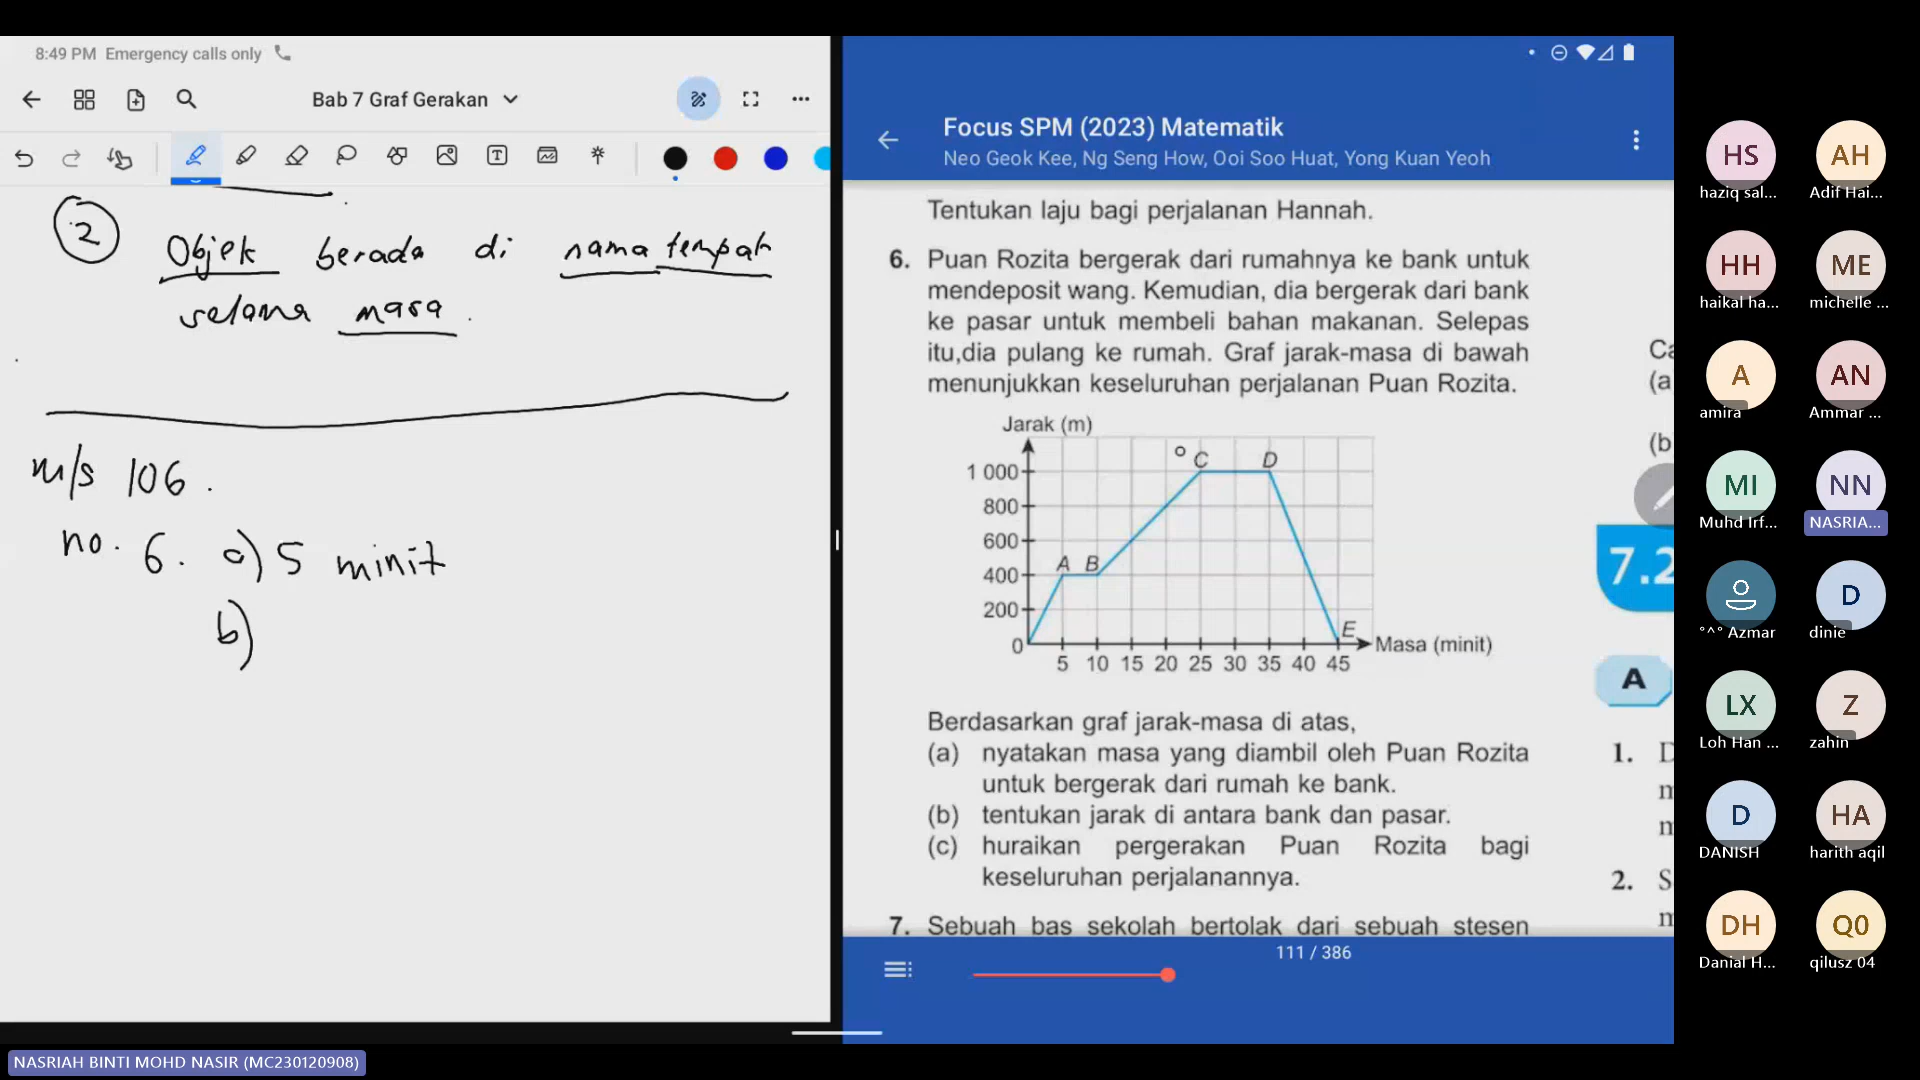 8:49 PM Emergency calls only
Bab 7 Graf Gerakan
2
Objek berada di nama tempat
selama masa.
m/s 106.
no. 6. a) 5 minit
b)
Focus SPM (2023) Matematik
Neo Geok Kee, Ng Seng How, Ooi Soo Huat, Yong Kuan Yeoh
Tentukan laju bagi perjalanan Hannah.
6. Puan Rozita bergerak dari rumahnya ke bank untuk
mendeposit wang. Kemudian, dia bergerak dari bank
ke pasar untuk membeli bahan makanan. Selepas
itu,dia pulang ke rumah. Graf jarak-masa di bawah
menunjukkan keseluruhan perjalanan Puan Rozita.
Jarak (m)
C D
1 000
800
600
A B
400
200
E
0
Masa (minit)
5 10 15 20 25 30 35 40 45
Berdasarkan graf jarak-masa di atas,
(a) nyatakan masa yang diambil oleh Puan Rozita
untuk bergerak dari rumah ke bank.
(b) tentukan jarak di antara bank dan pasar.
(c) huraikan pergerakan Puan Rozita bagi
keseluruhan perjalanannya.
7. Sebuah bas sekolah bertolak dari sebuah stesen
(a
(b
7.2
A
1.
2.
111 / 386
HS
haziq sal...
AH
Adif Hai...
HH
haikal ha...
ME
michelle ...
A
amira
AN
Ammar ...
MI
Muhd Irf...
NN
NASRIA...
°^° Azmar
D
dinie
LX
Loh Han ...
Z
zahin
D
DANISH
HA
harith aqil
DH
Danial H...
Q0
qilusz 04
NASRIAH BINTI MOHD NASIR (MC230120908)